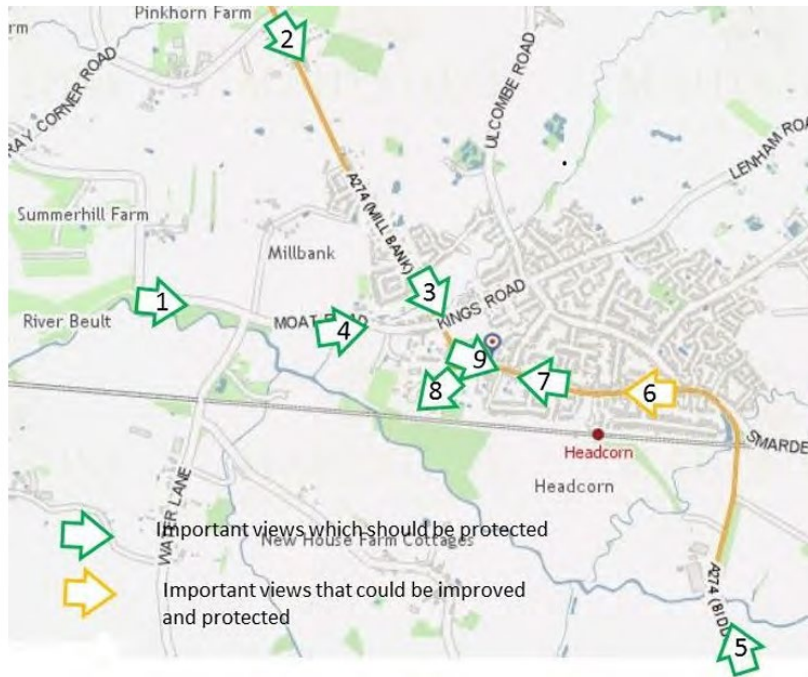 Pinkhorn Farm
rm
2
RAY CORNER ROAD
ULCOMBE ROAD
LENHAM ROA
A274 (MILL BANK)
Summerhill Farm
Millbank
1
3
River Beult
MOAT
4
KINGS ROAD
9
8
7
6
SMARDE
Headcorn
Headcorn
WATER LANE
Important views which should be protected
New House Farm Cottages
Important views that could be improved
and protected
A274 (BIDD
5